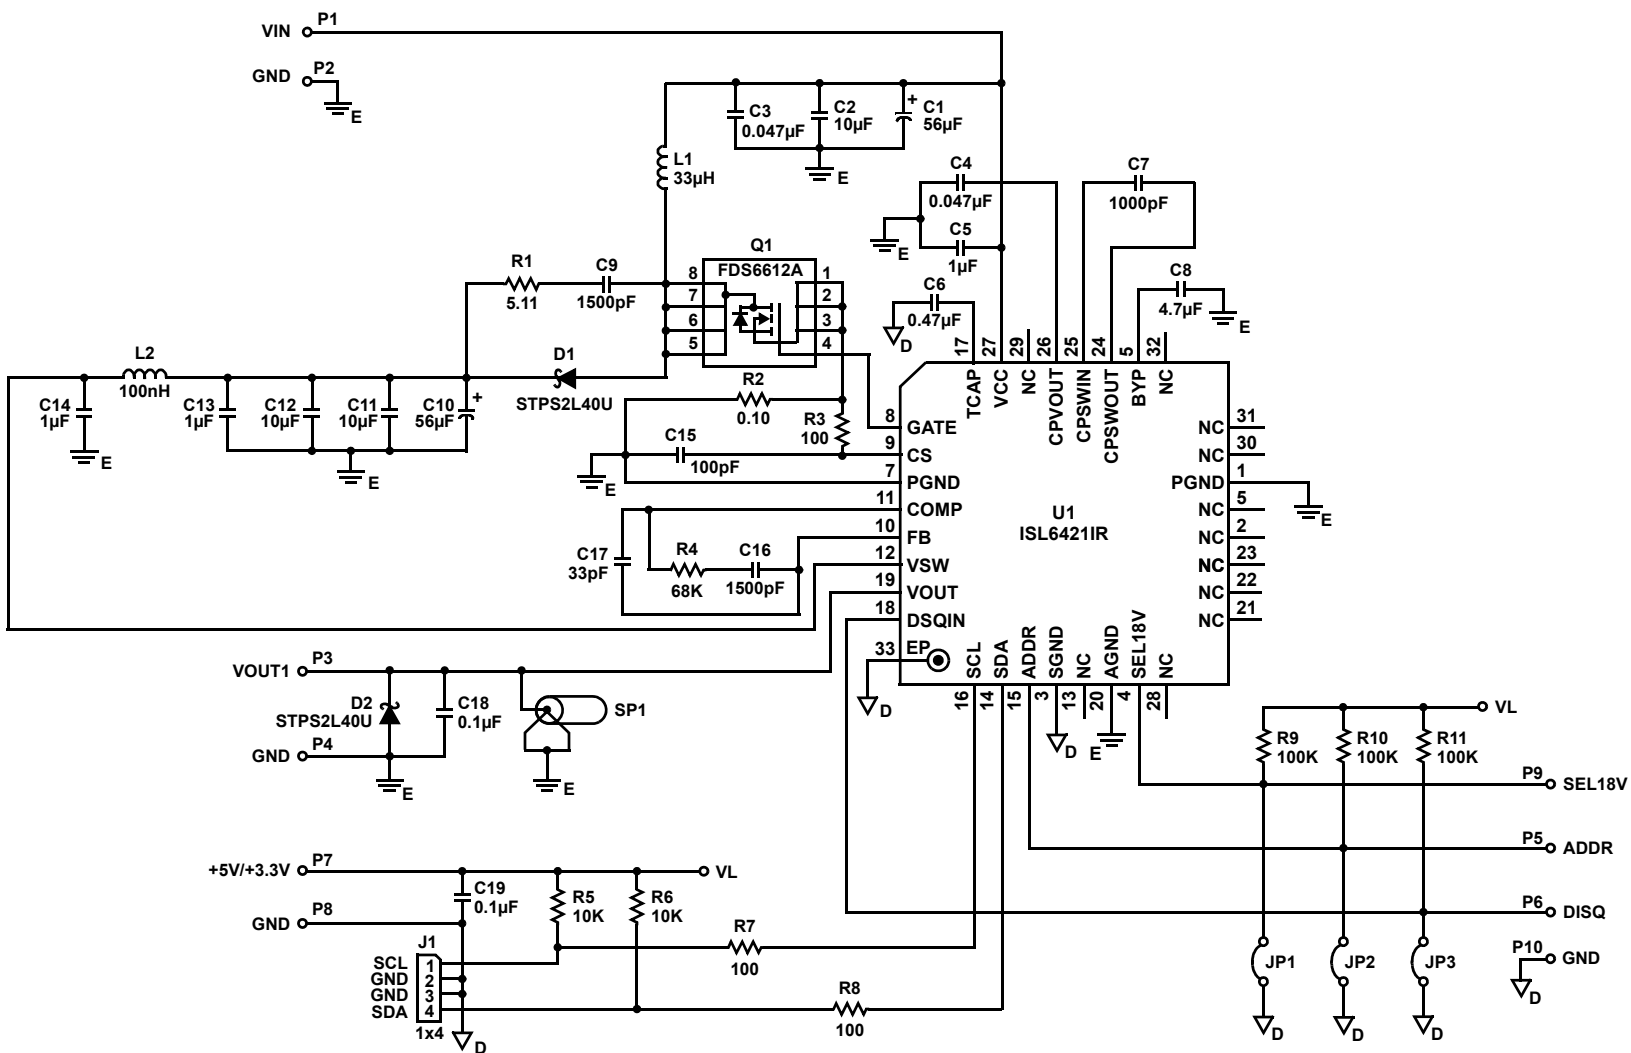 VIN P1
GND P2
E
C3
0.047µF
C2
10µF
+ C1
56µF
E
L1
33µH
C4
0.047µF
C5
1µF
E
C7
1000pF
C6
0.47µF
D
C8
4.7µF
E
R1
5.11
C9
1500pF
Q1
FDS6612A
8
7
6
5
1
2
3
4
L2
100nH
D1
STPS2L40U
C14
1µF
E
C13
1µF
C12
10µF
C11
10µF
C10
56µF
+
E
R2
0.10
R3
100
C15
100pF
E
C17
33pF
R4
68K
C16
1500pF
17 TCAP
27 VCC
29 NC
26 CPVOUT
25 CPSWIN
24 CPSWOUT
5 BYP
32 NC
8 GATE
9 CS
7 PGND
11 COMP
10 FB
12 VSW
19 VOUT
18 DSQIN
33 EP
D
U1
ISL6421IR
NC 31
NC 30
PGND 1
E
NC 5
NC 2
NC 23
NC 22
NC 21
16 SCL
14 SDA
15 ADDR
3 SGND
13 NC
20 AGND
4 SEL18V
28 NC
D
E
VOUT1 P3
D2
STPS2L40U
C18
0.1µF
SP1
GND P4
E
E
VL
R9
100K
R10
100K
R11
100K
P9 SEL18V
P5 ADDR
P6 DISQ
P10 GND
D
JP1
JP2
JP3
D
D
D
+5V/+3.3V P7
VL
C19
0.1µF
R5
10K
R6
10K
GND P8
R7
100
R8
100
J1
SCL 1
GND 2
GND 3
SDA 4
1x4
D